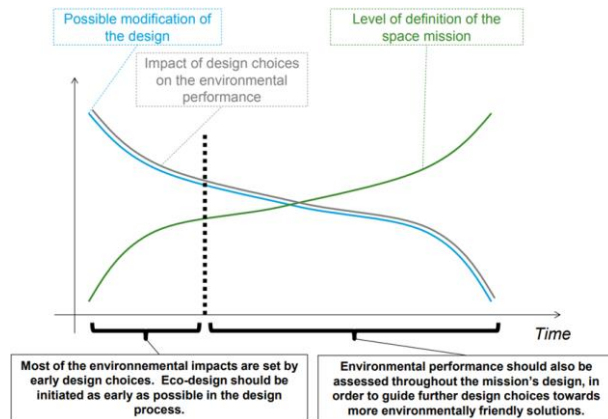 Possible modification of
the design
Level of definition of the
space mission
Impact of design choices
on the environmental
performance
Time
Most of the environnemental impacts are set by
early design choices. Eco-design should be
initiated as early as possible in the design
process.
Environmental performance should also be
assessed throughout the mission's design, in
order to guide further design choices towards
more environmentally friendly solutions.